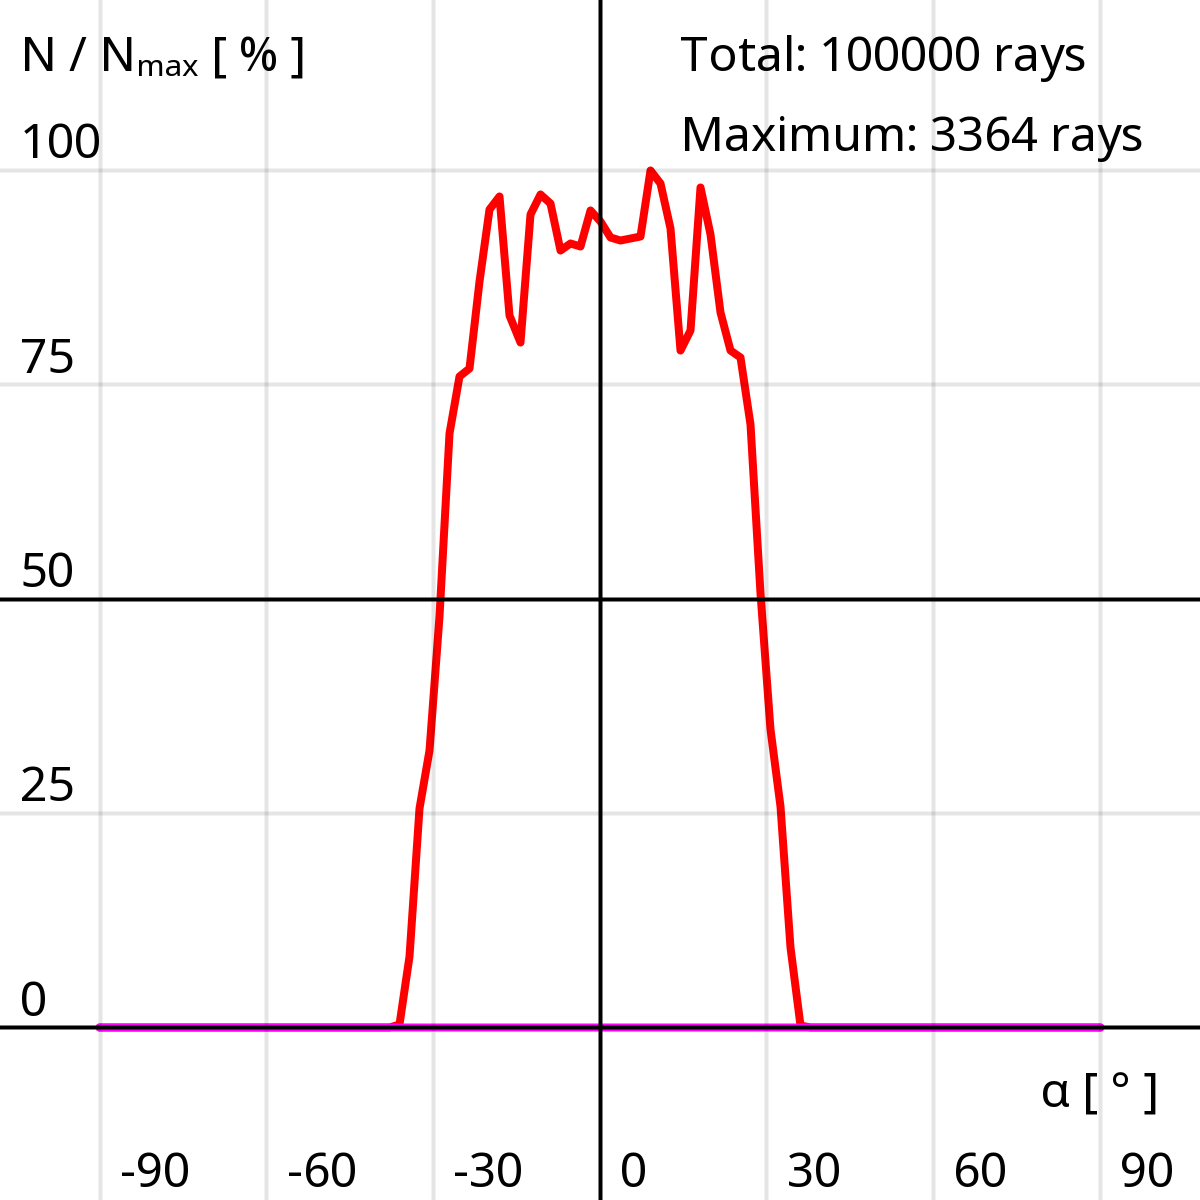 N / Nmax [ % ]
Total: 100000 rays
Maximum: 3364 rays
100
75
50
25
0
α [ ° ]
-90 -60 -30 0 30 60 90